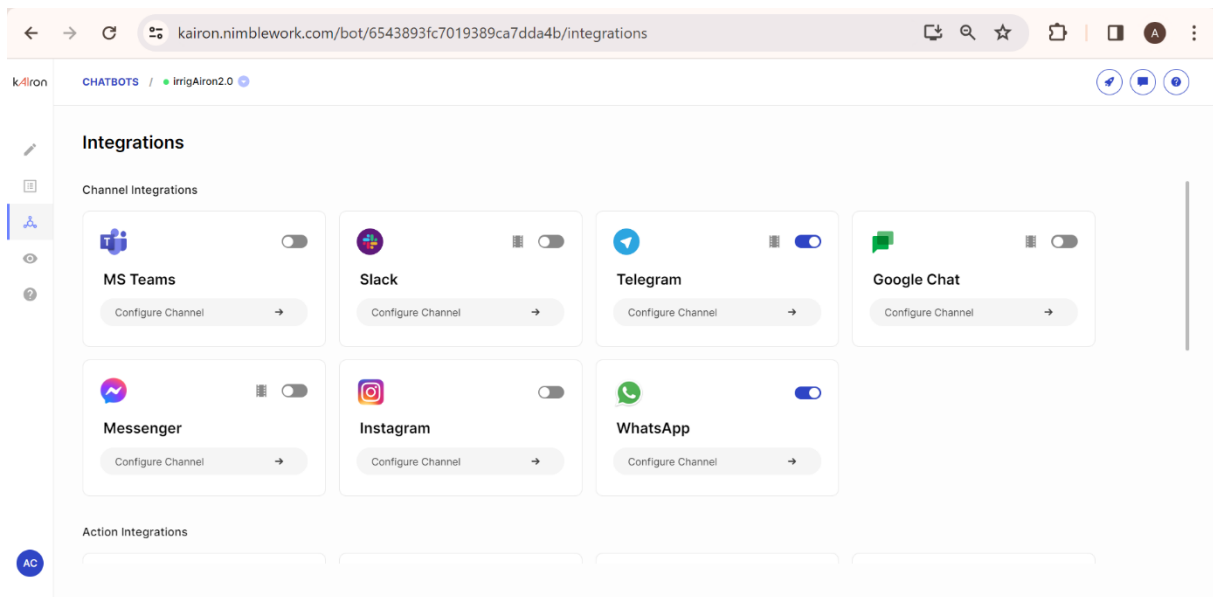 kairon.nimblework.com/bot/6543893fc7019389ca7dda4b/integrations
A
kAIron
CHATBOTS / irrigAiron2.0
Integrations
Channel Integrations
MS Teams
Configure Channel
Slack
Configure Channel
Telegram
Configure Channel
Google Chat
Configure Channel
Messenger
Configure Channel
Instagram
Configure Channel
WhatsApp
Configure Channel
Action Integrations
AC